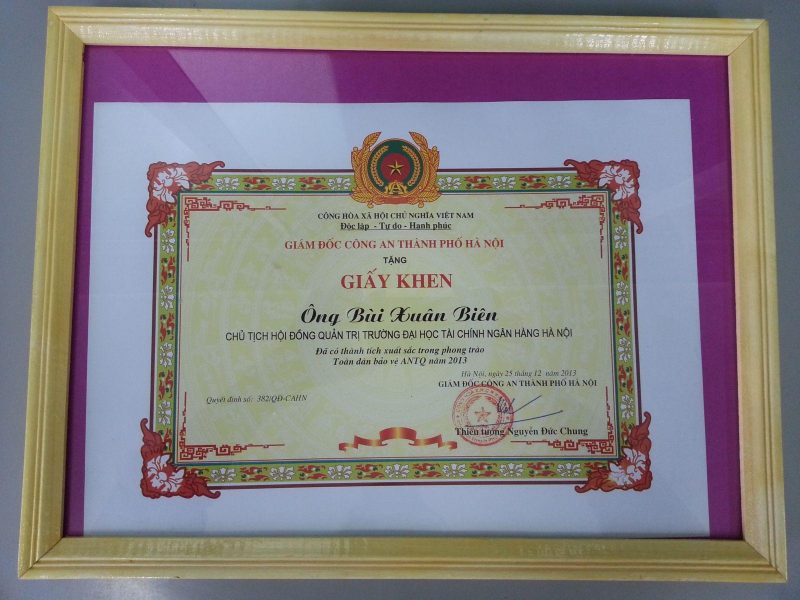 CỘNG HÒA XÃ HỘI CHỦ NGHĨA VIỆT NAM
Độc lập - Tự do - Hạnh phúc
GIÁM ĐỐC CÔNG AN THÀNH PHỐ HÀ NỘI
TẶNG
GIẤY KHEN
Ông Bùi Xuân Biên
CHỦ TỊCH HỘI ĐỒNG QUẢN TRỊ TRƯỜNG ĐẠI HỌC TÀI CHÍNH NGÂN HÀNG HÀ NỘI
Đã có thành tích xuất sắc trong phong trào
Toàn dân bảo vệ ANTQ năm 2013
Hà Nội, ngày 25 tháng 12 năm 2013
GIÁM ĐỐC CÔNG AN THÀNH PHỐ HÀ NỘI
Quyết định số: 382/QĐ-CAHN
Thiếu tướng Nguyễn Đức Chung